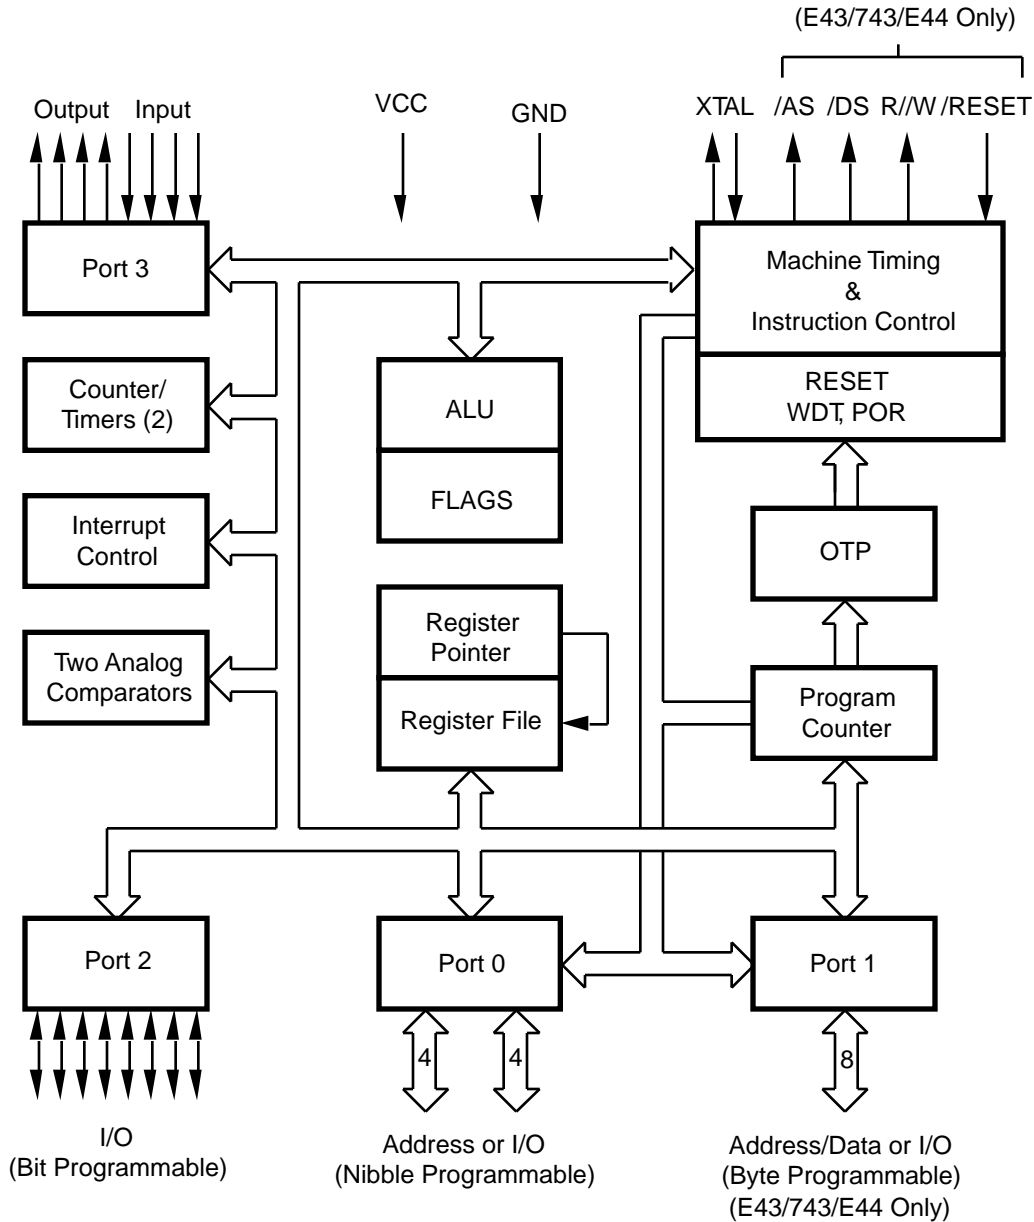 (E43/743/E44 Only)
Output Input
VCC
GND
XTAL /AS /DS R//W /RESET
Port 3
Machine Timing
&
Instruction Control
RESET
WDT, POR
Counter/
Timers (2)
ALU
FLAGS
Interrupt
Control
OTP
Register
Pointer
Register File
Two Analog
Comparators
Program
Counter
Port 2
Port 0
Port 1
4
4
8
I/O
(Bit Programmable)
Address or I/O
(Nibble Programmable)
Address/Data or I/O
(Byte Programmable)
(E43/743/E44 Only)